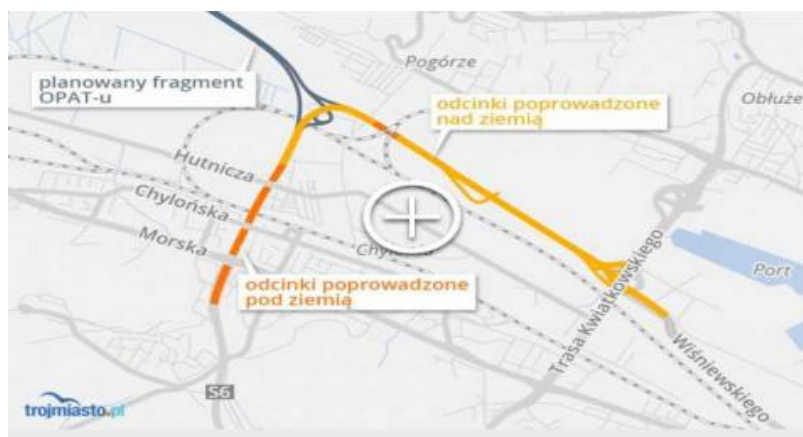 Pogórze
planowany fragment
OPAT-u
odcinki poprowadzone
nad ziemią
Obłuże
Hutnicza
Chylońska
Morska
odcinki poprowadzone
pod ziemią
Port
Trasa Kwiatkowskiego
Wiśniewskiego
S6
trojmiasto.pl